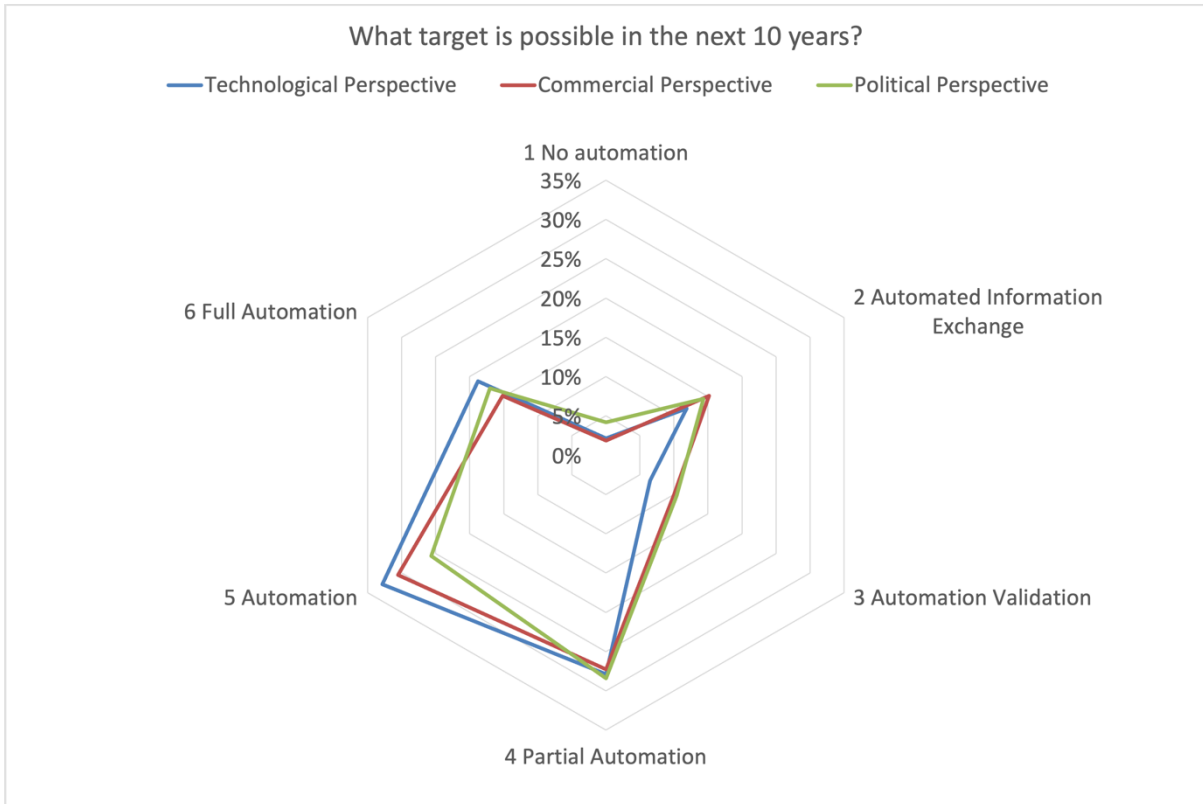 What target is possible in the next 10 years?
Technological Perspective Commercial Perspective Political Perspective
1 No automation
35%
30%
25%
20%
15%
10%
5%
0%
2 Automated Information
Exchange
3 Automation Validation
4 Partial Automation
5 Automation
6 Full Automation